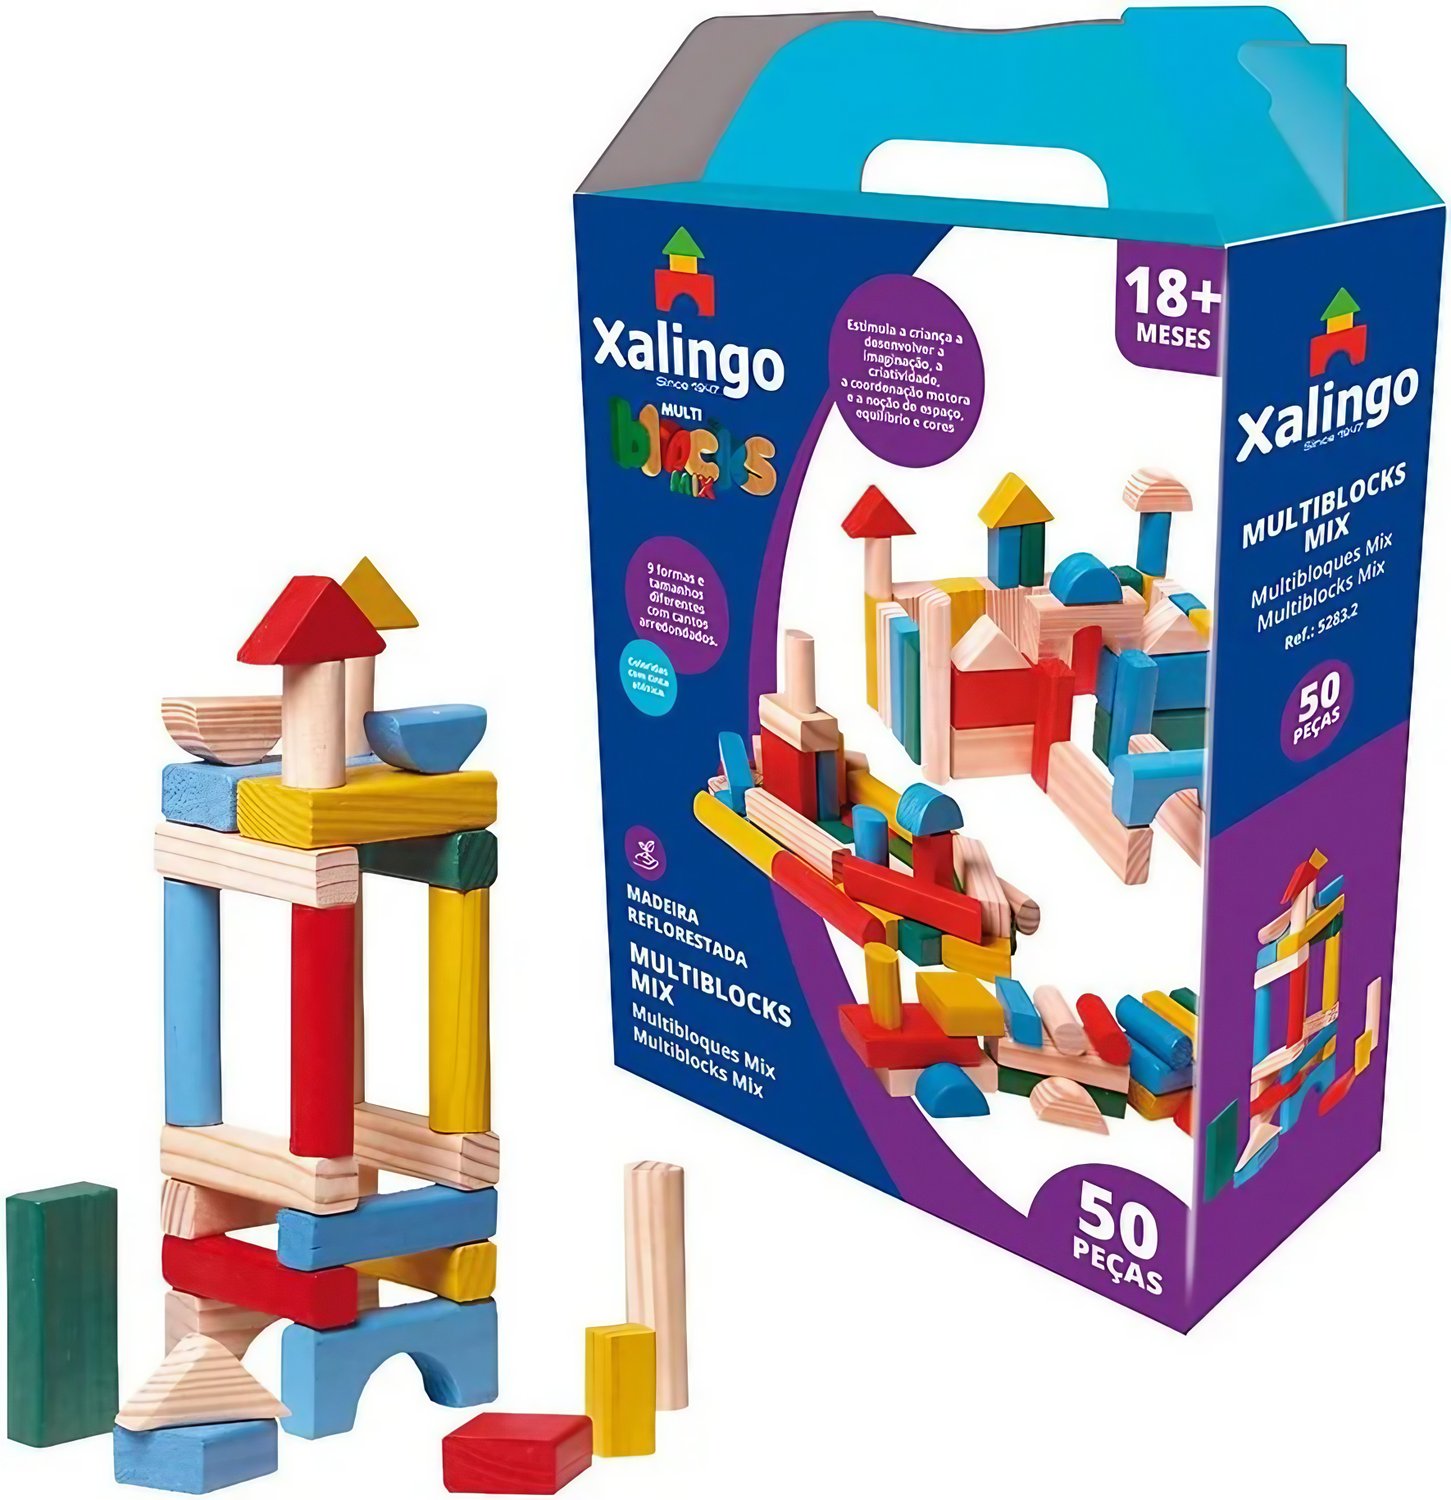 Xalingo
Since 1947
MULTI
blocks
MIX
Estimula a criança a
desenvolver a
imaginação, a
criatividade,
a coordenação motora
e a noção de espaço,
equilíbrio e cores
18+
MESES
9 formas e
tamanhos
diferentes
com cantos
arredondados.
MADEIRA
REFLORESTADA
MULTIBLOCKS
MIX
Multibloques Mix
Multiblocks Mix
50
PEÇAS
Xalingo
Since 1947
MULTIBLOCKS
MIX
Multibloques Mix
Multiblocks Mix
Ref.: 5283.2
50
PEÇAS